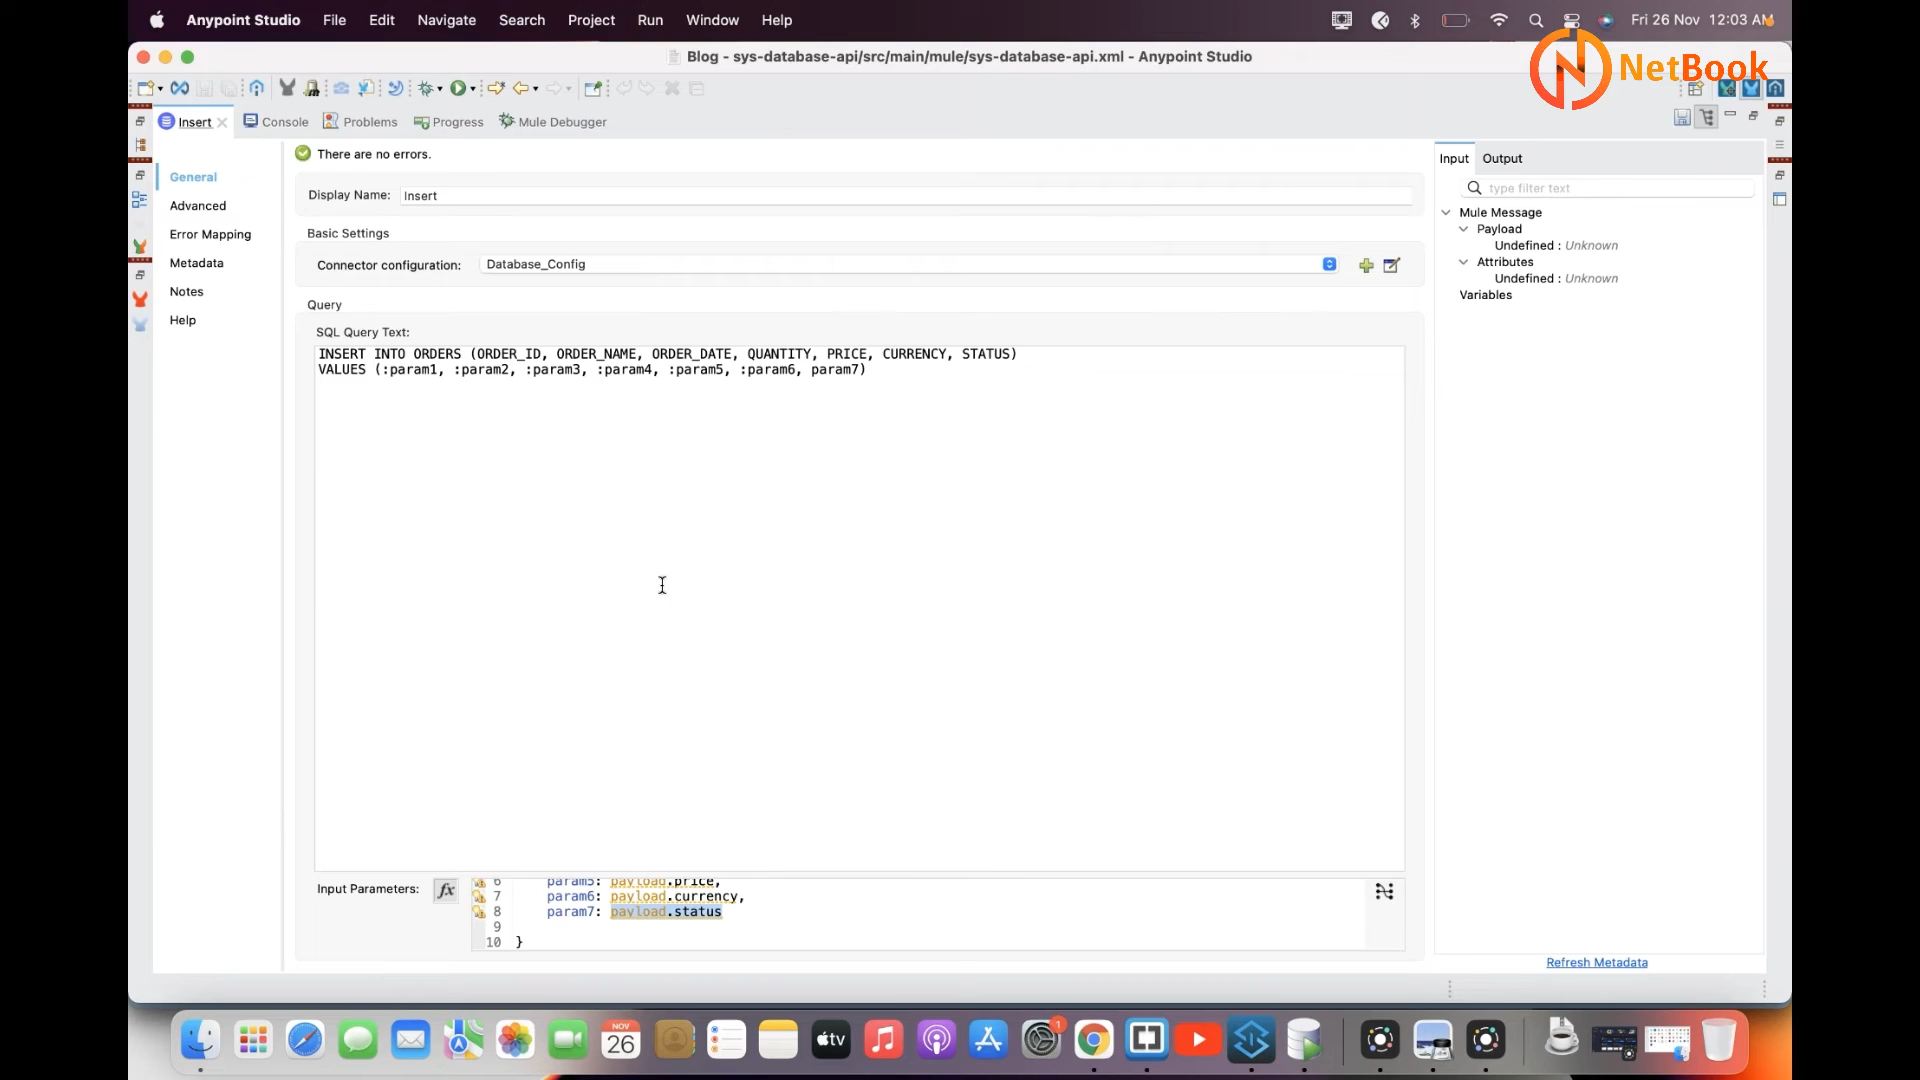 Anypoint Studio File Edit Navigate Search Project Run Window Help Fri 26 Nov 12:03 AM
Blog - sys-database-api/src/main/mule/sys-database-api.xml - Anypoint Studio
NetBook
Insert Console Problems Progress Mule Debugger
There are no errors.
General
Advanced
Error Mapping
Metadata
Notes
Help
Display Name: Insert
Basic Settings
Connector configuration: Database_Config
Query
SQL Query Text:
INSERT INTO ORDERS (ORDER_ID, ORDER_NAME, ORDER_DATE, QUANTITY, PRICE, CURRENCY, STATUS)
VALUES (:param1, :param2, :param3, :param4, :param5, :param6, param7)
Input Parameters: fx
6 param5: payload.price,
7 param6: payload.currency,
8 param7: payload.status
9
10 }
Input Output
type filter text
Mule Message
Payload
Undefined : Unknown
Attributes
Undefined : Unknown
Variables
Refresh Metadata
NOV
26
tv
1